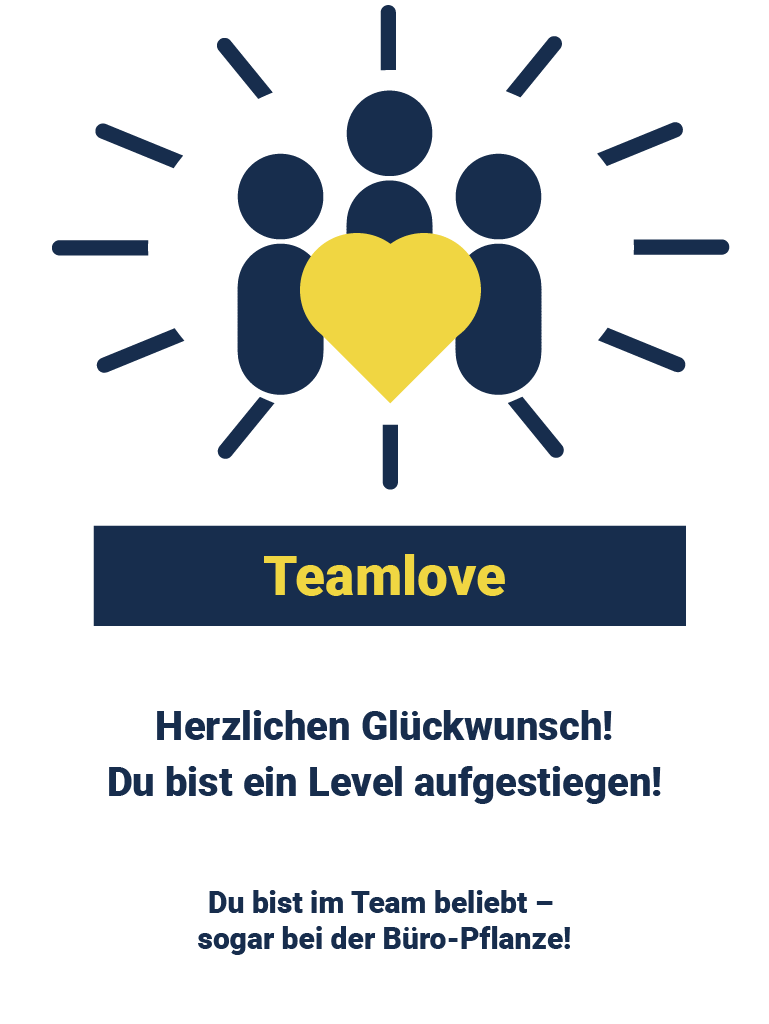 Teamlove
Herzlichen Glückwunsch!
Du bist ein Level aufgestiegen!
Du bist im Team beliebt –
sogar bei der Büro-Pflanze!